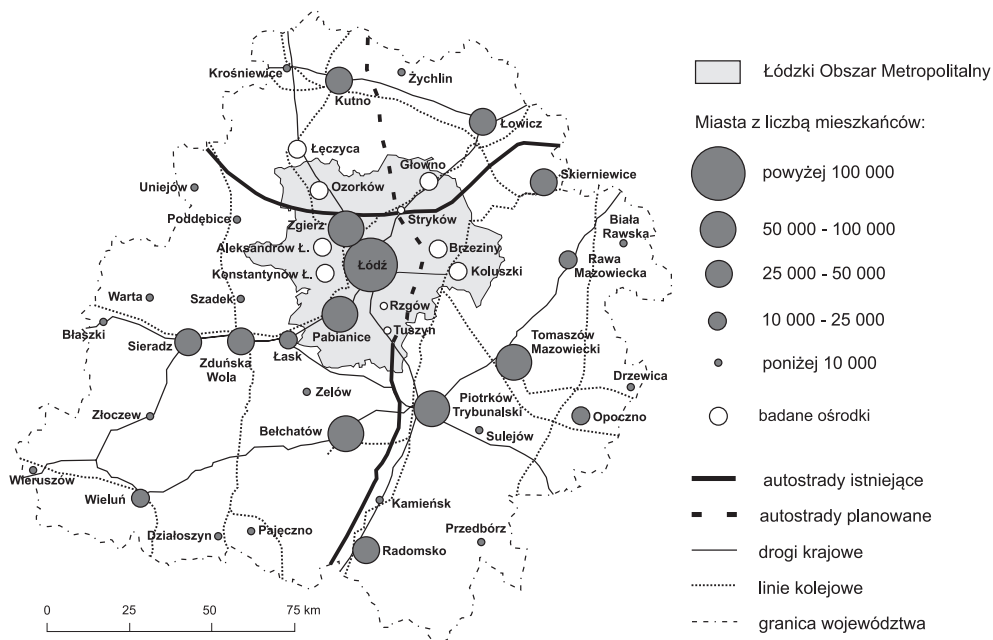 Krośniewice
Żychlin
Kutno
Łowicz
Łęczyca
Głowno
Uniejów
Ozorków
Skierniewice
Stryków
Poddębice
Zgierz
Biała
Rawska
Aleksandrów Ł.
Brzeziny
Łódź
Rawa
Mazowiecka
Konstantynów Ł.
Koluszki
Warta
Szadek
Rzgów
Błaszki
Tuszyn
Pabianice
Sieradz
Zduńska
Wola
Łask
Tomaszów
Mazowiecki
Drzewica
Zelów
Piotrków
Trybunalski
Złoczew
Opoczno
Bełchatów
Sulejów
Wieruszów
Wieluń
Kamieńsk
Działoszyn
Pajęczno
Przedbórz
Radomsko
0 25 50 75 km
Łódzki Obszar Metropolitalny
Miasta z liczbą mieszkańców:
powyżej 100 000
50 000 - 100 000
25 000 - 50 000
10 000 - 25 000
poniżej 10 000
badane ośrodki
autostrady istniejące
autostrady planowane
drogi krajowe
linie kolejowe
granica województwa